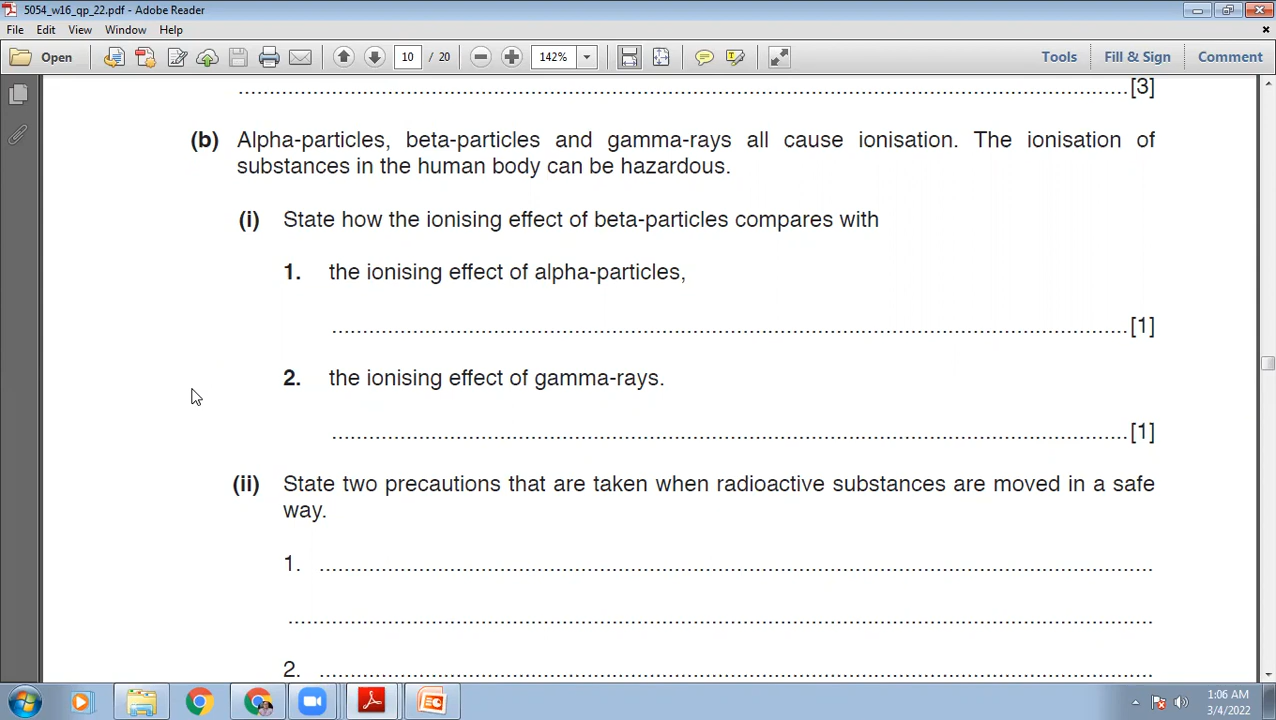 5054_w16_qp_22.pdf - Adobe Reader
File Edit View Window Help
Open 10 / 20 142% Tools Fill & Sign Comment
..............................[3]
(b) Alpha-particles, beta-particles and gamma-rays all cause ionisation. The ionisation of
substances in the human body can be hazardous.
(i) State how the ionising effect of beta-particles compares with
1. the ionising effect of alpha-particles,
..............................[1]
2. the ionising effect of gamma-rays.
..............................[1]
(ii) State two precautions that are taken when radioactive substances are moved in a safe
way.
1. ..............................
..............................
2. ..............................
1:06 AM
3/4/2022